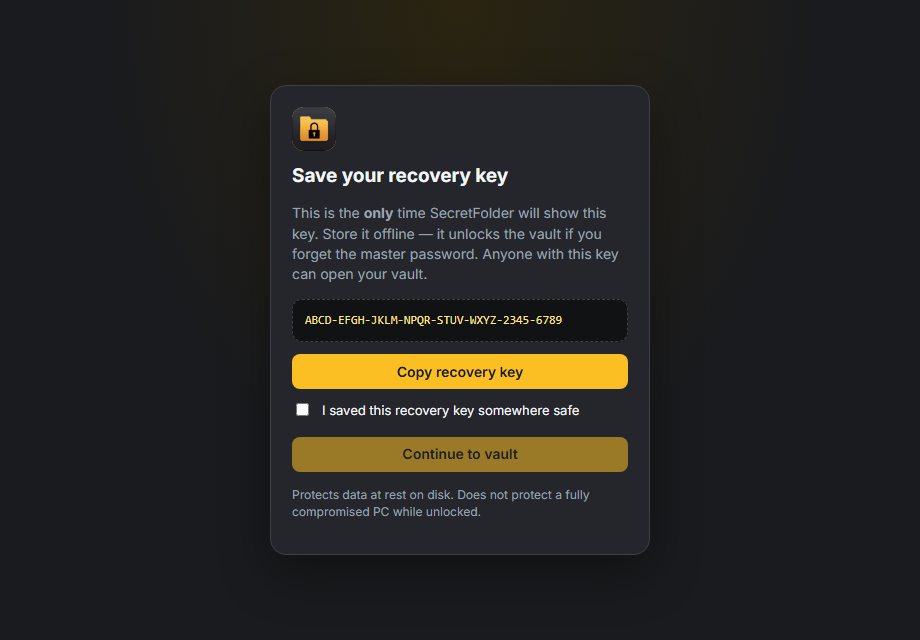 Save your recovery key
This is the only time SecretFolder will show this
key. Store it offline — it unlocks the vault if you
forget the master password. Anyone with this key
can open your vault.
ABCD-EFGH-JKLM-NPQR-STUV-WXYZ-2345-6789
Copy recovery key
I saved this recovery key somewhere safe
Continue to vault
Protects data at rest on disk. Does not protect a fully
compromised PC while unlocked.